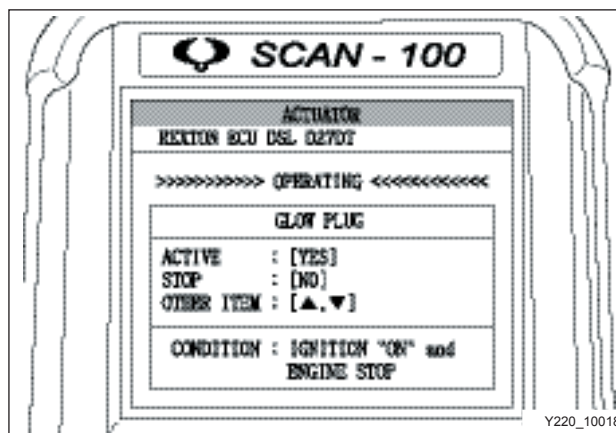 SCAN - 100
ACTUATOR
REXTON ECU DSL D27DT
>>>>>>>>>>> OPERATING <<<<<<<<<<<<
GLOW PLUG
ACTIVE : [YES]
STOP : [NO]
OTHER ITEM : [▲,▼]
CONDITION : IGNITION "ON" and
ENGINE STOP
Y220_10018